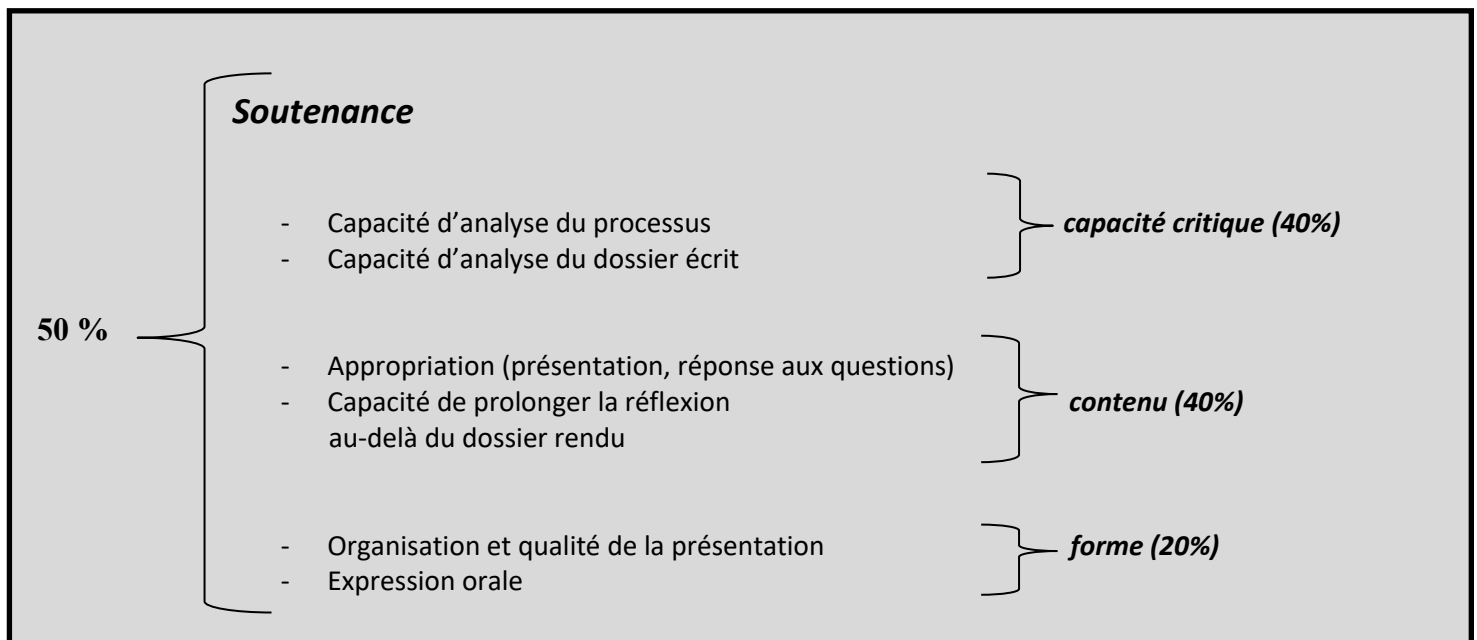 Soutenance
- Capacité d’analyse du processus
- Capacité d’analyse du dossier écrit
capacité critique (40%)
50 %
- Appropriation (présentation, réponse aux questions)
- Capacité de prolonger la réflexion
au-delà du dossier rendu
contenu (40%)
- Organisation et qualité de la présentation
- Expression orale
forme (20%)